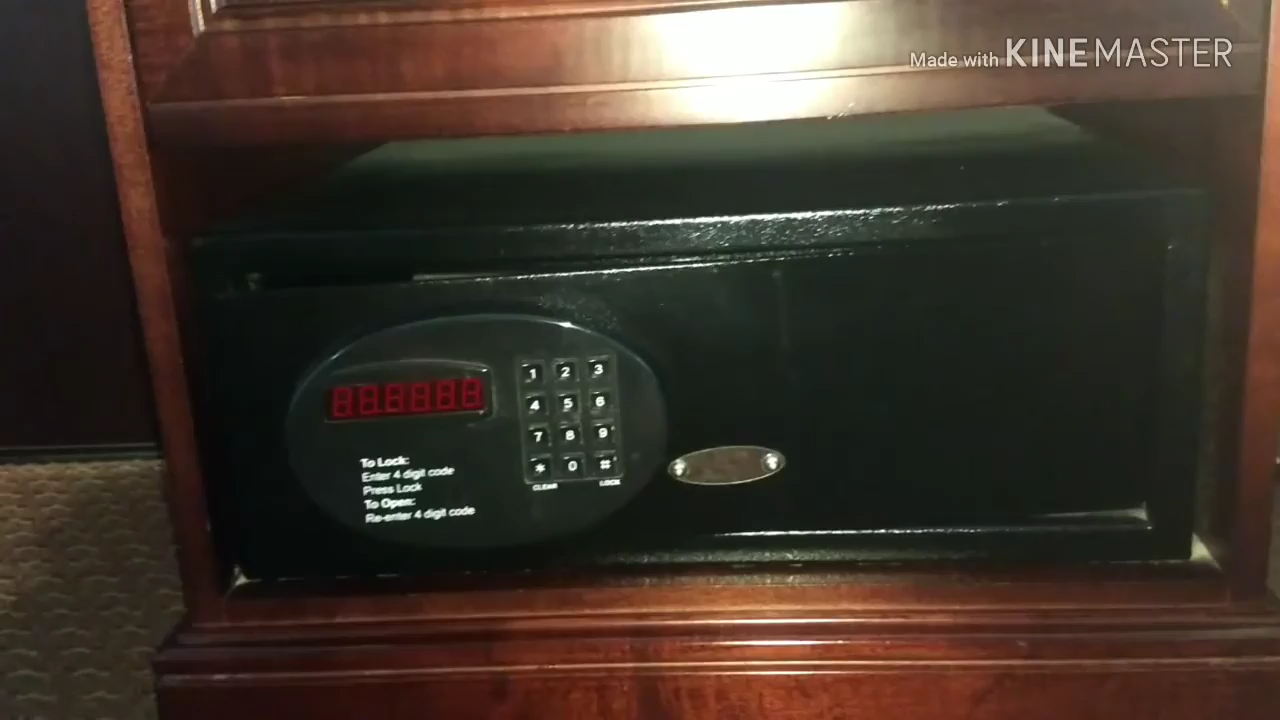 Made with KINEMASTER
1 2 3
4 5 6
7 8 9
* 0 #
CLEAR LOCK
To Lock:
Enter 4 digit code
Press Lock
To Open:
Re-enter 4 digit code